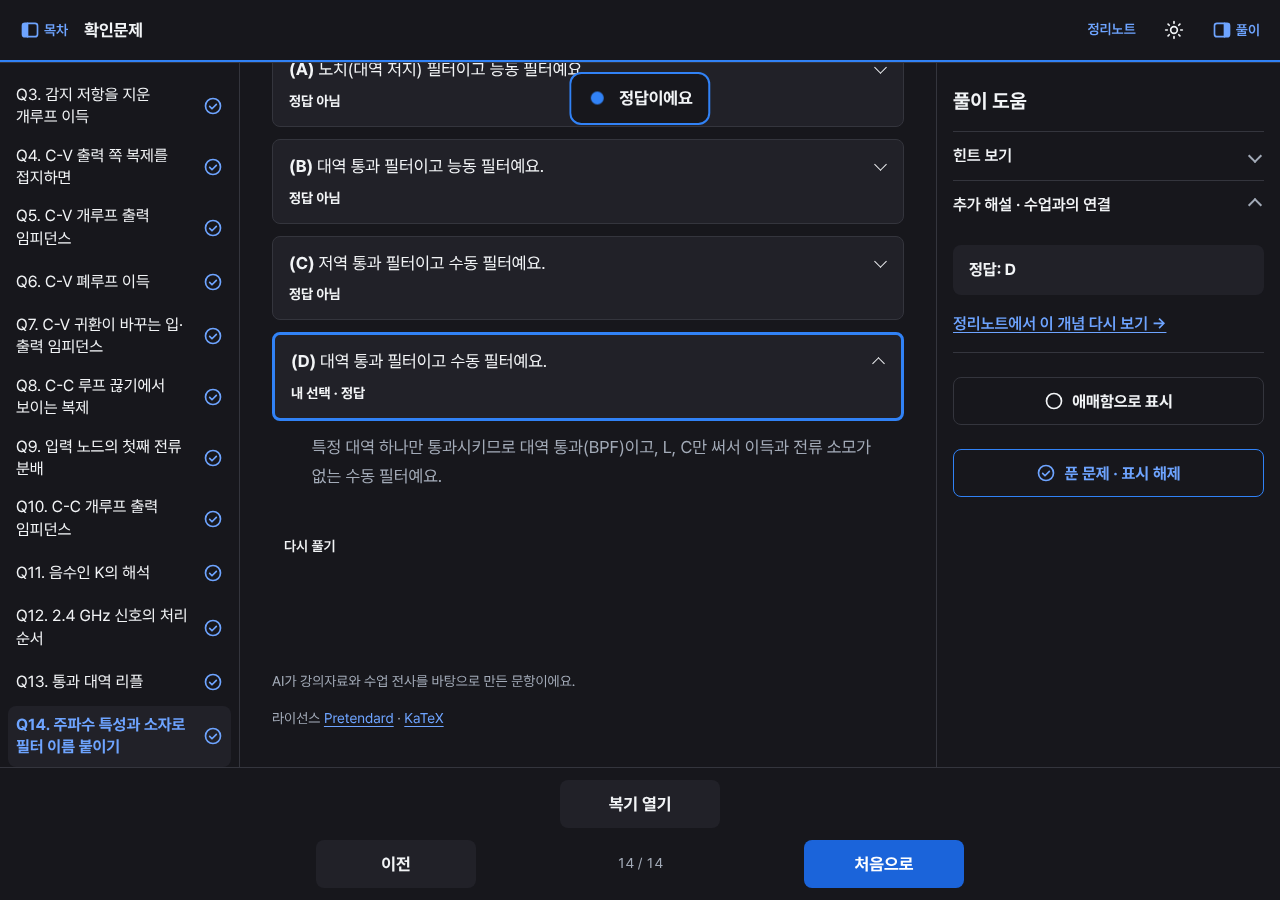 목차
확인문제
정리노트
풀이
Q3. 감지 저항을 지운
개루프 이득
Q4. C-V 출력 쪽 복제를
접지하면
Q5. C-V 개루프 출력
임피던스
Q6. C-V 폐루프 이득
Q7. C-V 귀환이 바꾸는 입·
출력 임피던스
Q8. C-C 루프 끊기에서
보이는 복제
Q9. 입력 노드의 첫째 전류
분배
Q10. C-C 개루프 출력
임피던스
Q11. 음수인 K의 해석
Q12. 2.4 GHz 신호의 처리
순서
Q13. 통과 대역 리플
Q14. 주파수 특성과 소자로
필터 이름 붙이기
(A) 노치(대역 저지) 필터이고 능동 필터예요.
정답 아님
정답이에요
(B) 대역 통과 필터이고 능동 필터예요.
정답 아님
(C) 저역 통과 필터이고 수동 필터예요.
정답 아님
(D) 대역 통과 필터이고 수동 필터예요.
내 선택 · 정답
특정 대역 하나만 통과시키므로 대역 통과(BPF)이고, L, C만 써서 이득과 전류 소모가
없는 수동 필터예요.
다시 풀기
AI가 강의자료와 수업 전사를 바탕으로 만든 문항이에요.
라이선스 Pretendard · KaTeX
풀이 도움
힌트 보기
추가 해설 · 수업과의 연결
정답: D
정리노트에서 이 개념 다시 보기 →
애매함으로 표시
푼 문제 · 표시 해제
복기 열기
이전
14 / 14
처음으로